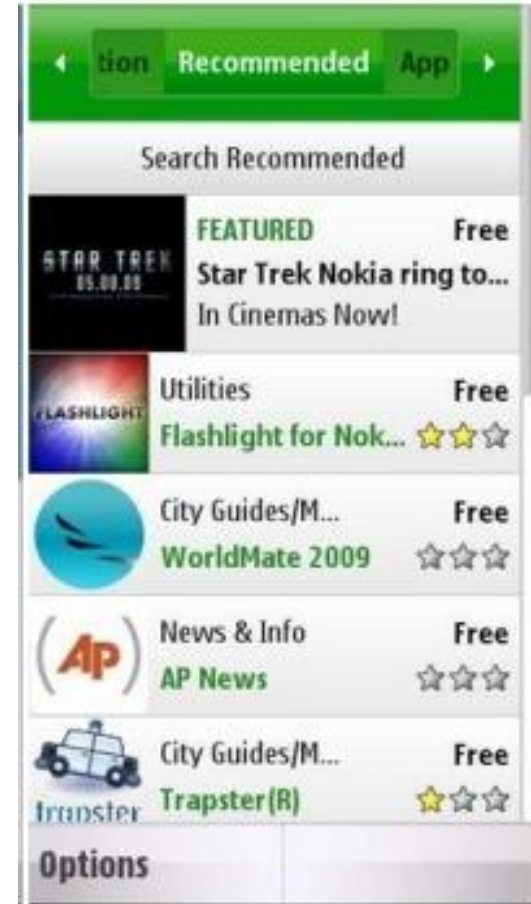 tion Recommended App
Search Recommended
STAR TREK
05.08.09
FEATURED Free
Star Trek Nokia ring to...
In Cinemas Now!
FLASHLIGHT
Utilities Free
Flashlight for Nok...
City Guides/M... Free
WorldMate 2009
AP
News & Info Free
AP News
trapster
City Guides/M... Free
Trapster(R)
Options